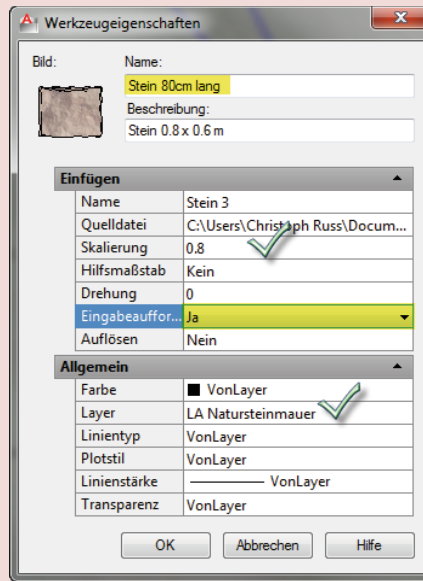 Werkzeugeigenschaften
Bild:
Name:
Stein 80cm lang
Beschreibung:
Stein 0.8 x 0.6 m
Einfügen
Name Stein 3
Quelldatei C:\Users\Christoph Russ\Docum...
Skalierung 0.8
Hilfsmaßstab Kein
Drehung 0
Eingabeauffor... Ja
Auflösen Nein
Allgemein
Farbe VonLayer
Layer LA Natursteinmauer
Linientyp VonLayer
Plotstil VonLayer
Linienstärke VonLayer
Transparenz VonLayer
OK Abbrechen Hilfe